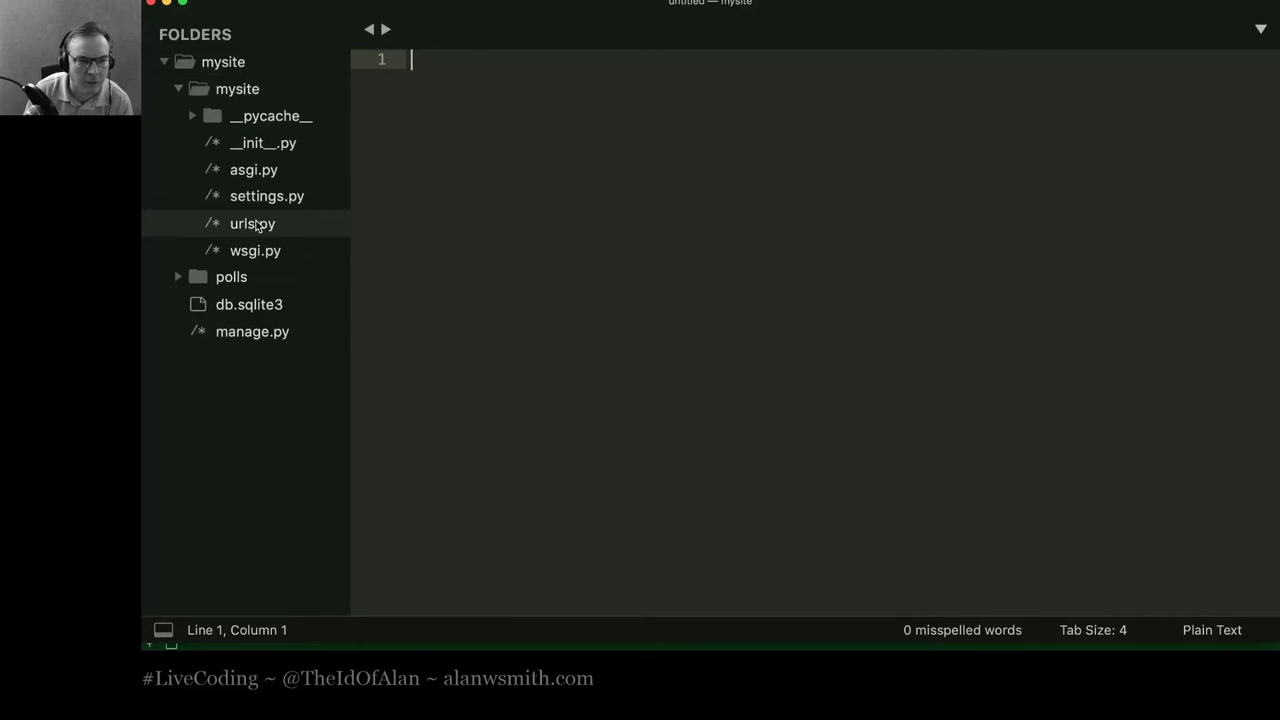 untitled — mysite
FOLDERS
mysite
mysite
__pycache__
/* __init__.py
/* asgi.py
/* settings.py
/* urls.py
/* wsgi.py
polls
db.sqlite3
/* manage.py
1
Line 1, Column 1
0 misspelled words
Tab Size: 4
Plain Text
#LiveCoding ~ @TheIdOfAlan ~ alanwsmith.com